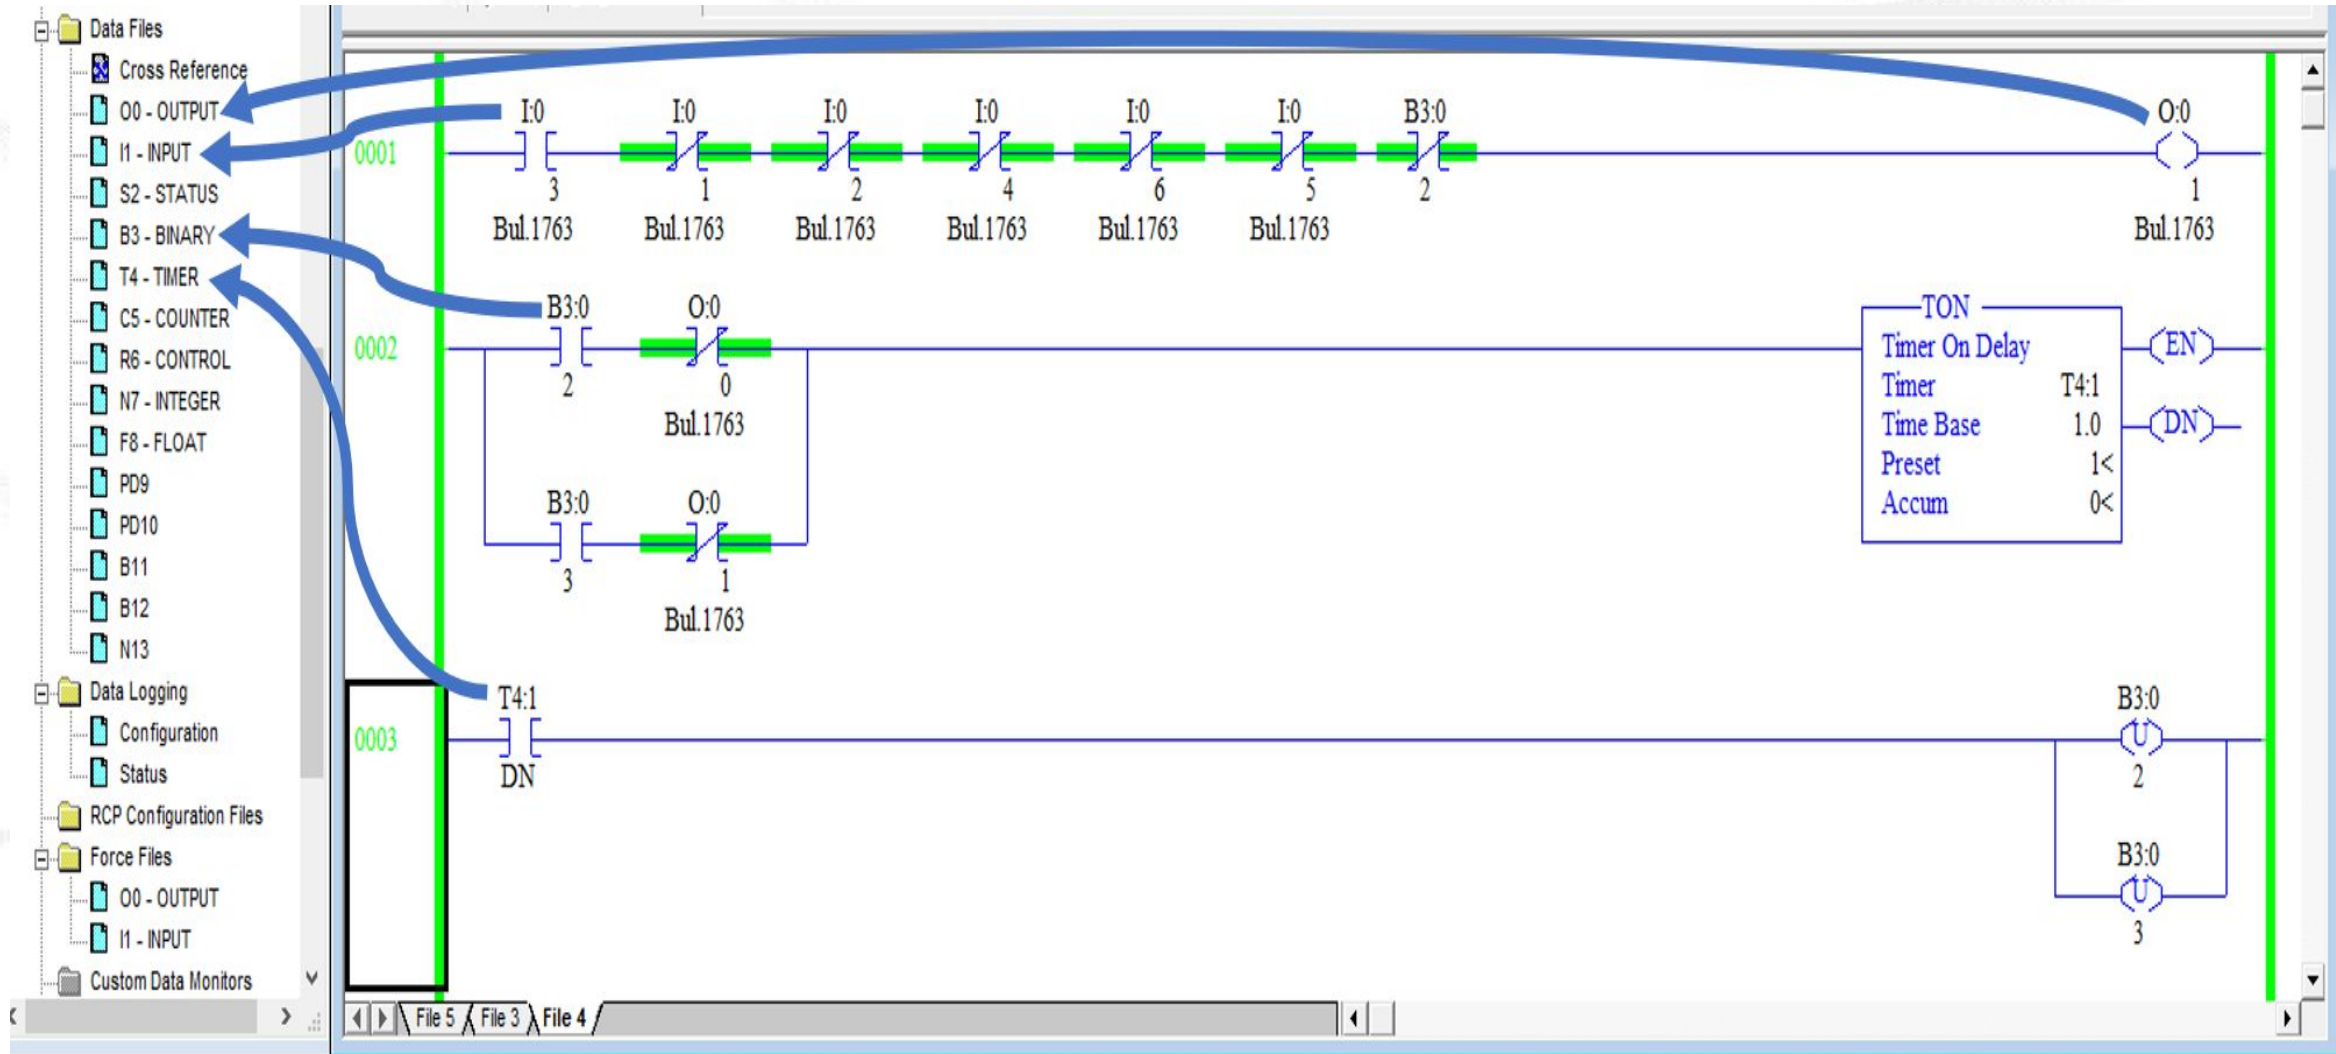 Data Files
Cross Reference
O0 - OUTPUT
I1 - INPUT
S2 - STATUS
B3 - BINARY
T4 - TIMER
C5 - COUNTER
R6 - CONTROL
N7 - INTEGER
F8 - FLOAT
PD9
PD10
B11
B12
N13
Data Logging
Configuration
Status
RCP Configuration Files
Force Files
O0 - OUTPUT
I1 - INPUT
Custom Data Monitors
I:0 I:0 I:0 I:0 I:0 I:0 B3:0 O:0
0001
3 1 2 4 6 5 2 1
Bul.1763 Bul.1763 Bul.1763 Bul.1763 Bul.1763 Bul.1763 Bul.1763
B3:0 O:0 TON
0002 Timer On Delay EN
2 0 Timer T4:1
Bul.1763 Time Base 1.0 DN
Preset 1<
B3:0 O:0 Accum 0<
3 1
Bul.1763
T4:1 B3:0
0003 U
DN 2
B3:0
U
3
File 5 File 3 File 4